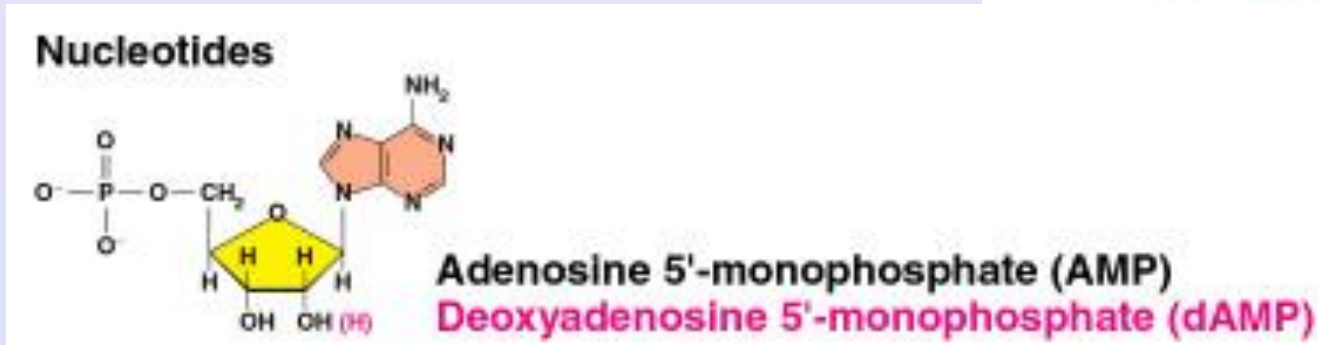 Nucleotides
NH₂
N
N
O
O⁻ — P — O — CH₂
N
N
O
O⁻
H H
H H
OH OH (H)
Adenosine 5'-monophosphate (AMP)
Deoxyadenosine 5'-monophosphate (dAMP)